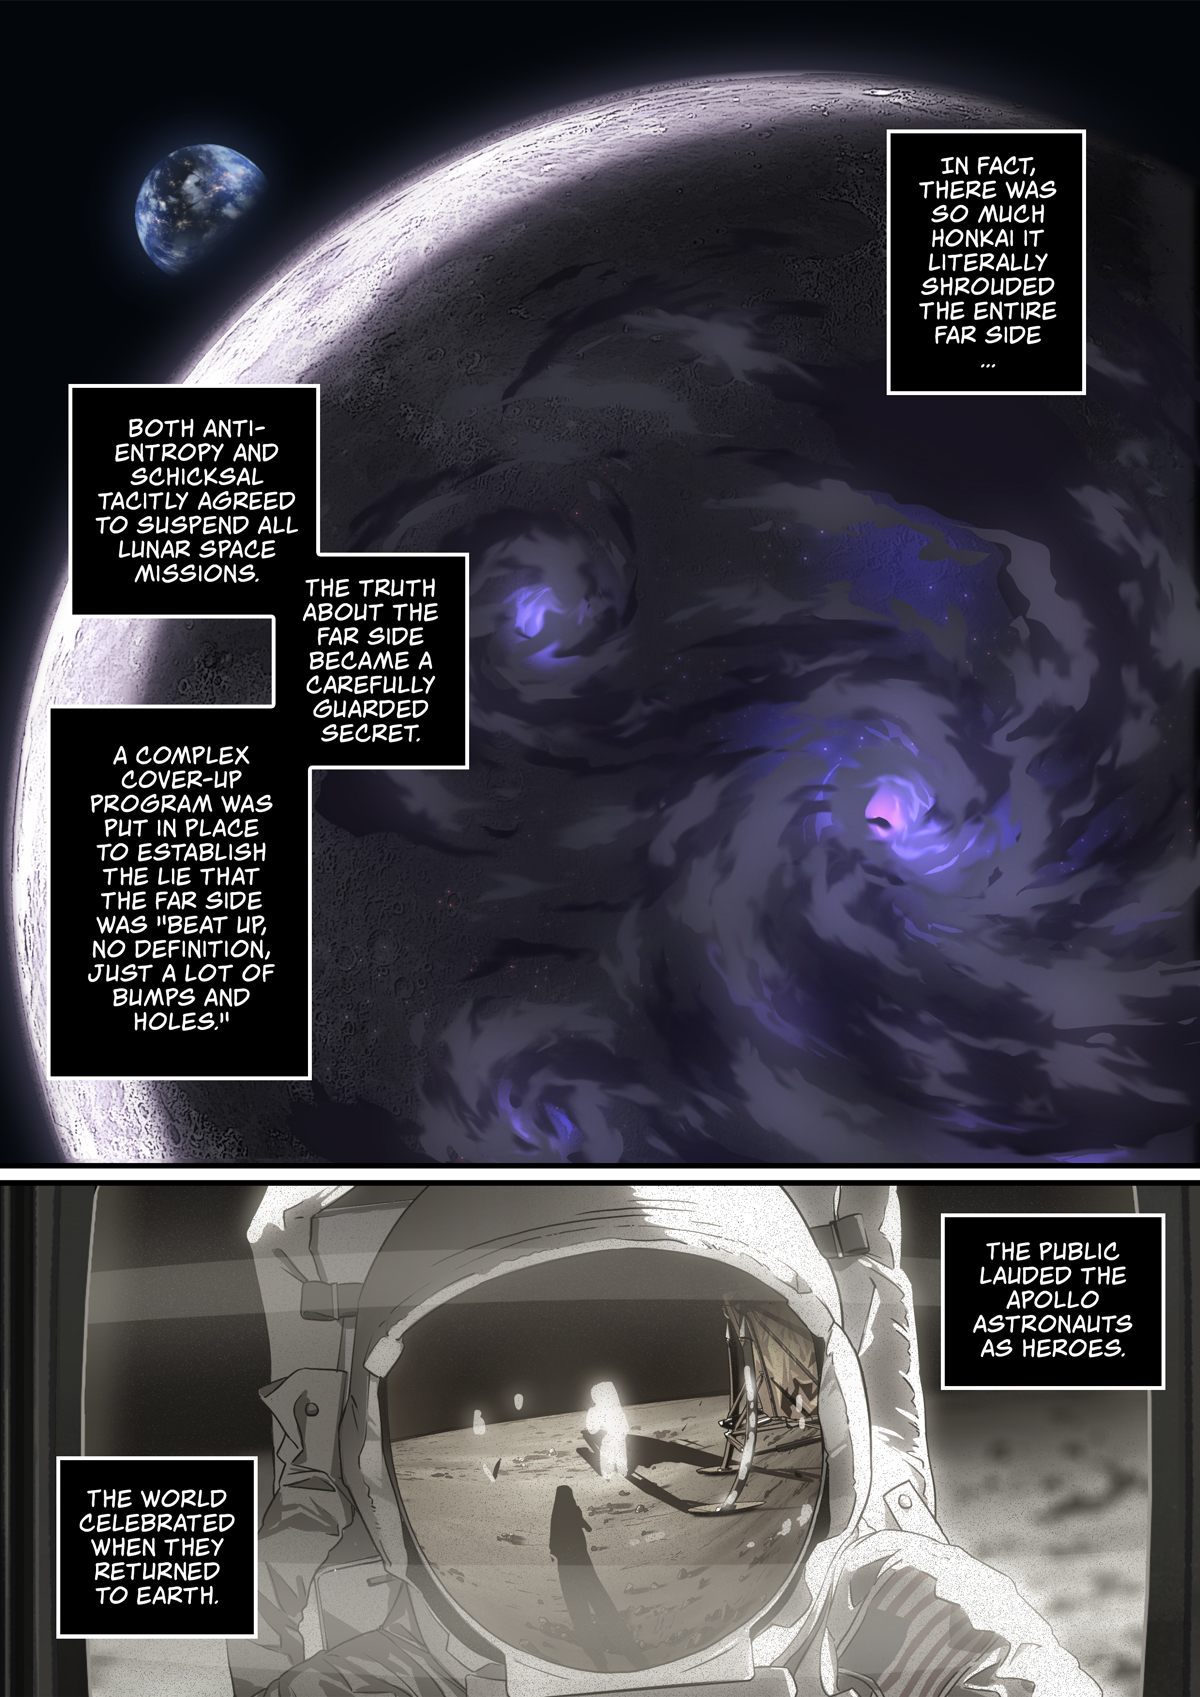 IN FACT,
THERE WAS
SO MUCH
HONKAI IT
LITERALLY
SHROUDED
THE ENTIRE
FAR SIDE
...
BOTH ANTI-
ENTROPY AND
SCHICKSAL
TACITLY AGREED
TO SUSPEND ALL
LUNAR SPACE
MISSIONS.
THE TRUTH
ABOUT THE
FAR SIDE
BECAME A
CAREFULLY
GUARDED
SECRET.
A COMPLEX
COVER-UP
PROGRAM WAS
PUT IN PLACE
TO ESTABLISH
THE LIE THAT
THE FAR SIDE
WAS "BEAT UP,
NO DEFINITION,
JUST A LOT OF
BUMPS AND
HOLES."
THE PUBLIC
LAUDED THE
APOLLO
ASTRONAUTS
AS HEROES.
THE WORLD
CELEBRATED
WHEN THEY
RETURNED
TO EARTH.